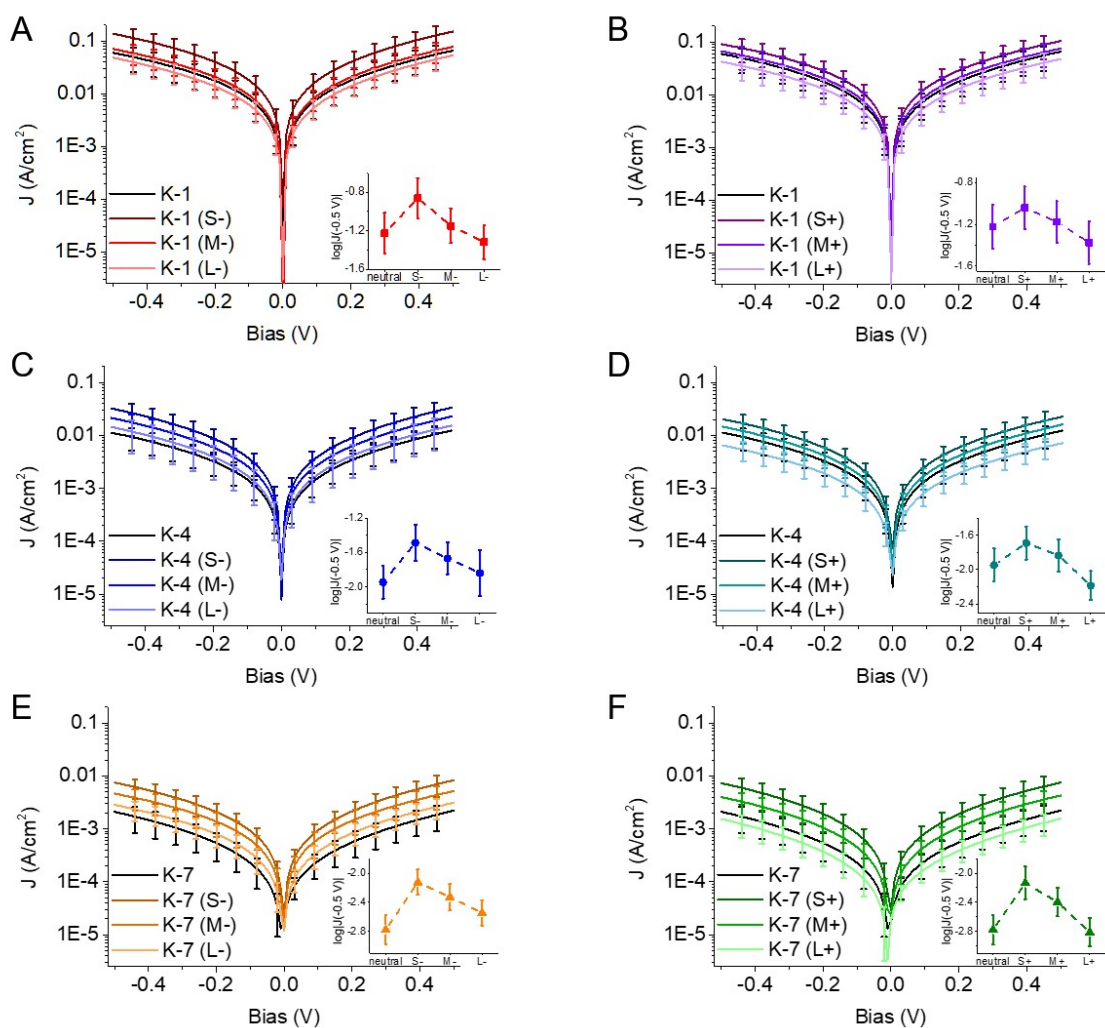 A
J (A/cm²)
0.1
0.01
1E-3
1E-4
1E-5
K-1
K-1 (S-)
K-1 (M-)
K-1 (L-)
-0.4
-0.2
0.0
0.2
0.4
Bias (V)
log|J(-0.5 V)|
-0.8
-1.2
-1.6
neutral
S-
M-
L-
B
J (A/cm²)
0.1
0.01
1E-3
1E-4
1E-5
K-1
K-1 (S+)
K-1 (M+)
K-1 (L+)
-0.4
-0.2
0.0
0.2
0.4
Bias (V)
log|J(-0.5 V)|
-0.8
-1.2
-1.6
neutral
S+
M+
L+
C
J (A/cm²)
0.1
0.01
1E-3
1E-4
1E-5
K-4
K-4 (S-)
K-4 (M-)
K-4 (L-)
-0.4
-0.2
0.0
0.2
0.4
Bias (V)
log|J(-0.5 V)|
-1.2
-1.6
-2.0
neutral
S-
M-
L-
D
J (A/cm²)
0.1
0.01
1E-3
1E-4
1E-5
K-4
K-4 (S+)
K-4 (M+)
K-4 (L+)
-0.4
-0.2
0.0
0.2
0.4
Bias (V)
log|J(-0.5 V)|
-1.6
-2.0
-2.4
neutral
S+
M+
L+
E
J (A/cm²)
0.1
0.01
1E-3
1E-4
1E-5
K-7
K-7 (S-)
K-7 (M-)
K-7 (L-)
-0.4
-0.2
0.0
0.2
0.4
Bias (V)
log|J(-0.5 V)|
-2.0
-2.4
-2.8
neutral
S-
M-
L-
F
J (A/cm²)
0.1
0.01
1E-3
1E-4
1E-5
K-7
K-7 (S+)
K-7 (M+)
K-7 (L+)
-0.4
-0.2
0.0
0.2
0.4
Bias (V)
log|J(-0.5 V)|
-2.0
-2.4
-2.8
neutral
S+
M+
L+